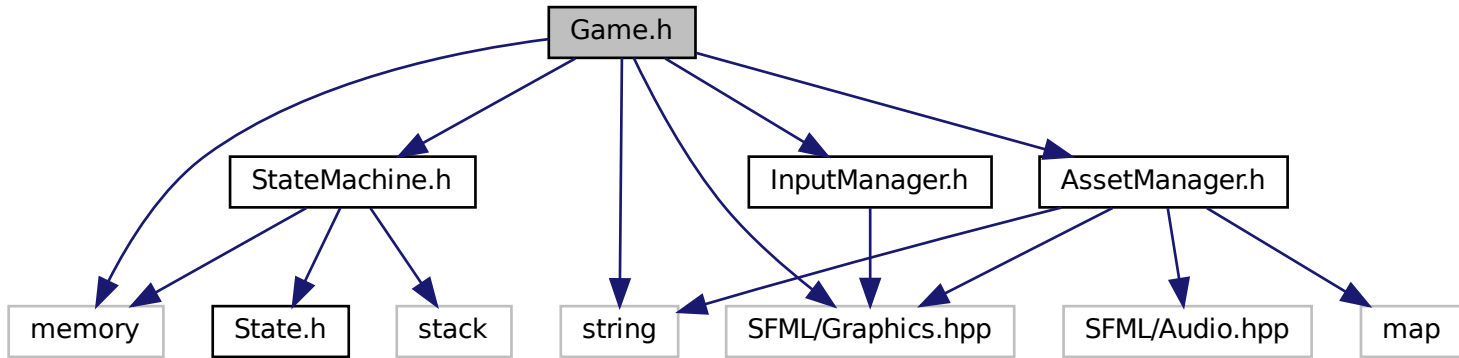 Game.h
StateMachine.h
InputManager.h
AssetManager.h
memory
State.h
stack
string
SFML/Graphics.hpp
SFML/Audio.hpp
map